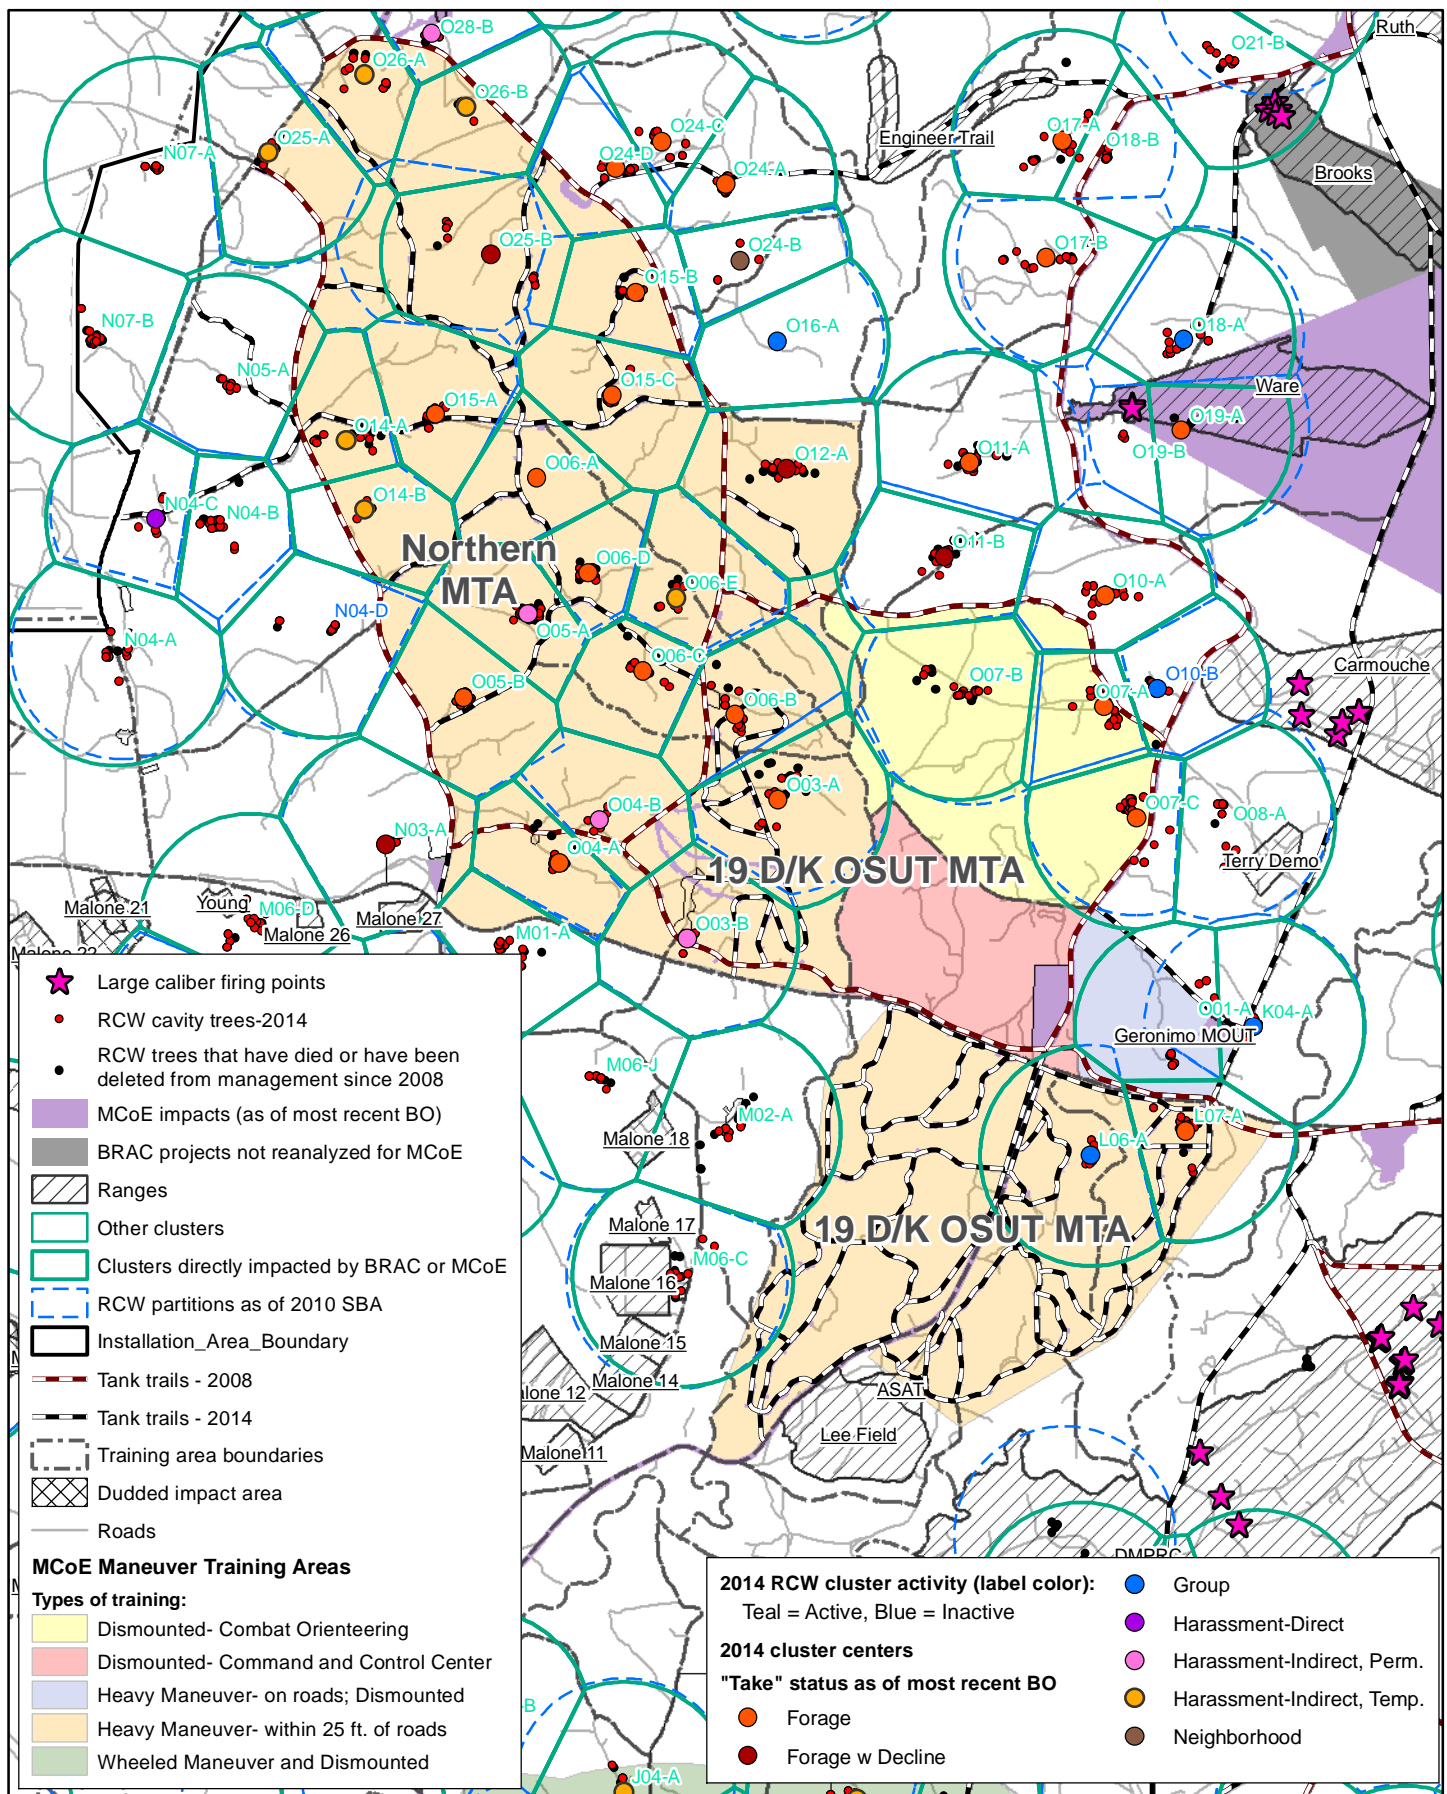 O28-B
Ruth
O21-B
O26-A
O26-B
O24-C
O17-A
Engineer Trail
O18-B
O25-A
N07-A
O24-D
O24-A
Brooks
O25-B
O24-B
O17-B
O15-B
N07-B
O16-A
O18-A
N05-A
O15-C
Ware
O15-A
O14-A
O19-A
O12-A
O11-A
O19-B
O06-A
O14-B
N04-C
N04-B
Northern
MTA
O11-B
O06-D
O06-E
O10-A
N04-D
O05-A
N04-A
O06-C
Carmouche
O05-B
O07-B
O10-B
O07-A
O06-B
O03-A
O04-B
O07-C
O08-A
N03-A
O04-A
Terry Demo
19 D/K OSUT MTA
Malone 21
Young
M06-D
Malone 27
Malone 26
M01-A
O03-B
Malone 22
O01-A
K04-A
Geronimo MOUT
M06-J
M02-A
L07-A
Malone 18
L06-A
Malone 17
19 D/K OSUT MTA
M06-C
Malone 16
Malone 15
Malone 14
alone 12
ASAT
Lee Field
Malone 11
DMPRC
-B
J04-A
Large caliber firing points
RCW cavity trees-2014
RCW trees that have died or have been
deleted from management since 2008
MCoE impacts (as of most recent BO)
BRAC projects not reanalyzed for MCoE
Ranges
Other clusters
Clusters directly impacted by BRAC or MCoE
RCW partitions as of 2010 SBA
Installation_Area_Boundary
Tank trails - 2008
Tank trails - 2014
Training area boundaries
Dudded impact area
Roads
MCoE Maneuver Training Areas
Types of training:
Dismounted- Combat Orienteering
Dismounted- Command and Control Center
Heavy Maneuver- on roads; Dismounted
Heavy Maneuver- within 25 ft. of roads
Wheeled Maneuver and Dismounted
2014 RCW cluster activity (label color):
Teal = Active, Blue = Inactive
2014 cluster centers
"Take" status as of most recent BO
Forage
Forage w Decline
Group
Harassment-Direct
Harassment-Indirect, Perm.
Harassment-Indirect, Temp.
Neighborhood